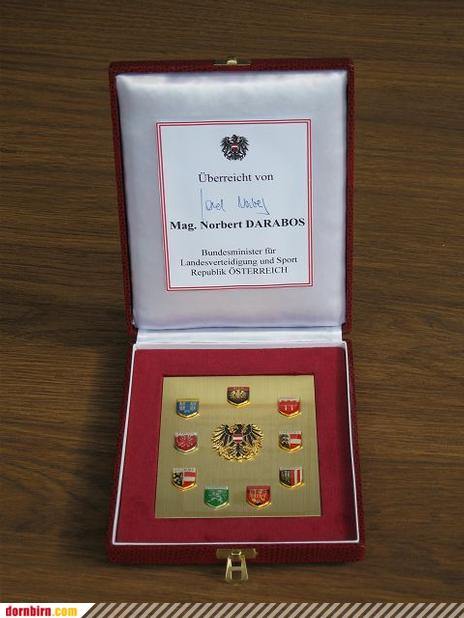 Überreicht von
Mag. Norbert DARABOS
Bundesminister für
Landesverteidigung und Sport
Republik ÖSTERREICH
dornbirn.com